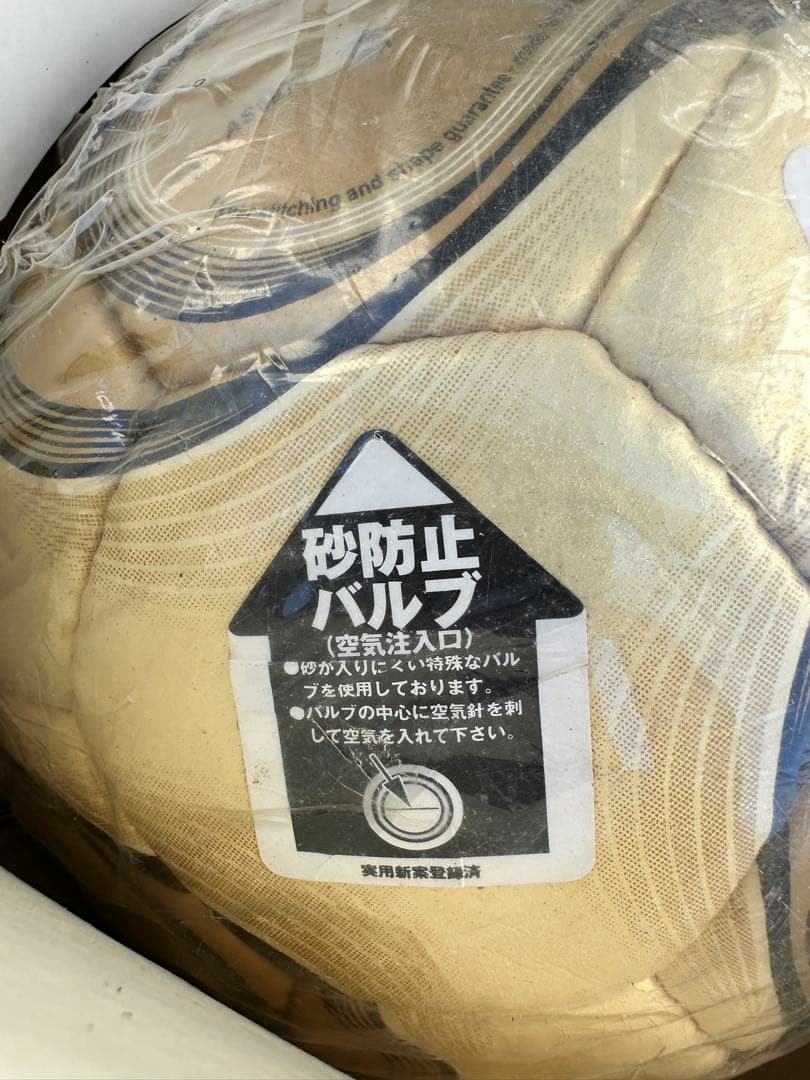 stitching and shape guarantee
砂防止
バルブ
(空気注入口)
●砂が入りにくい特殊なバル
ブを使用しております。
●バルブの中心に空気針を刺
して空気を入れて下さい。
実用新案登録済